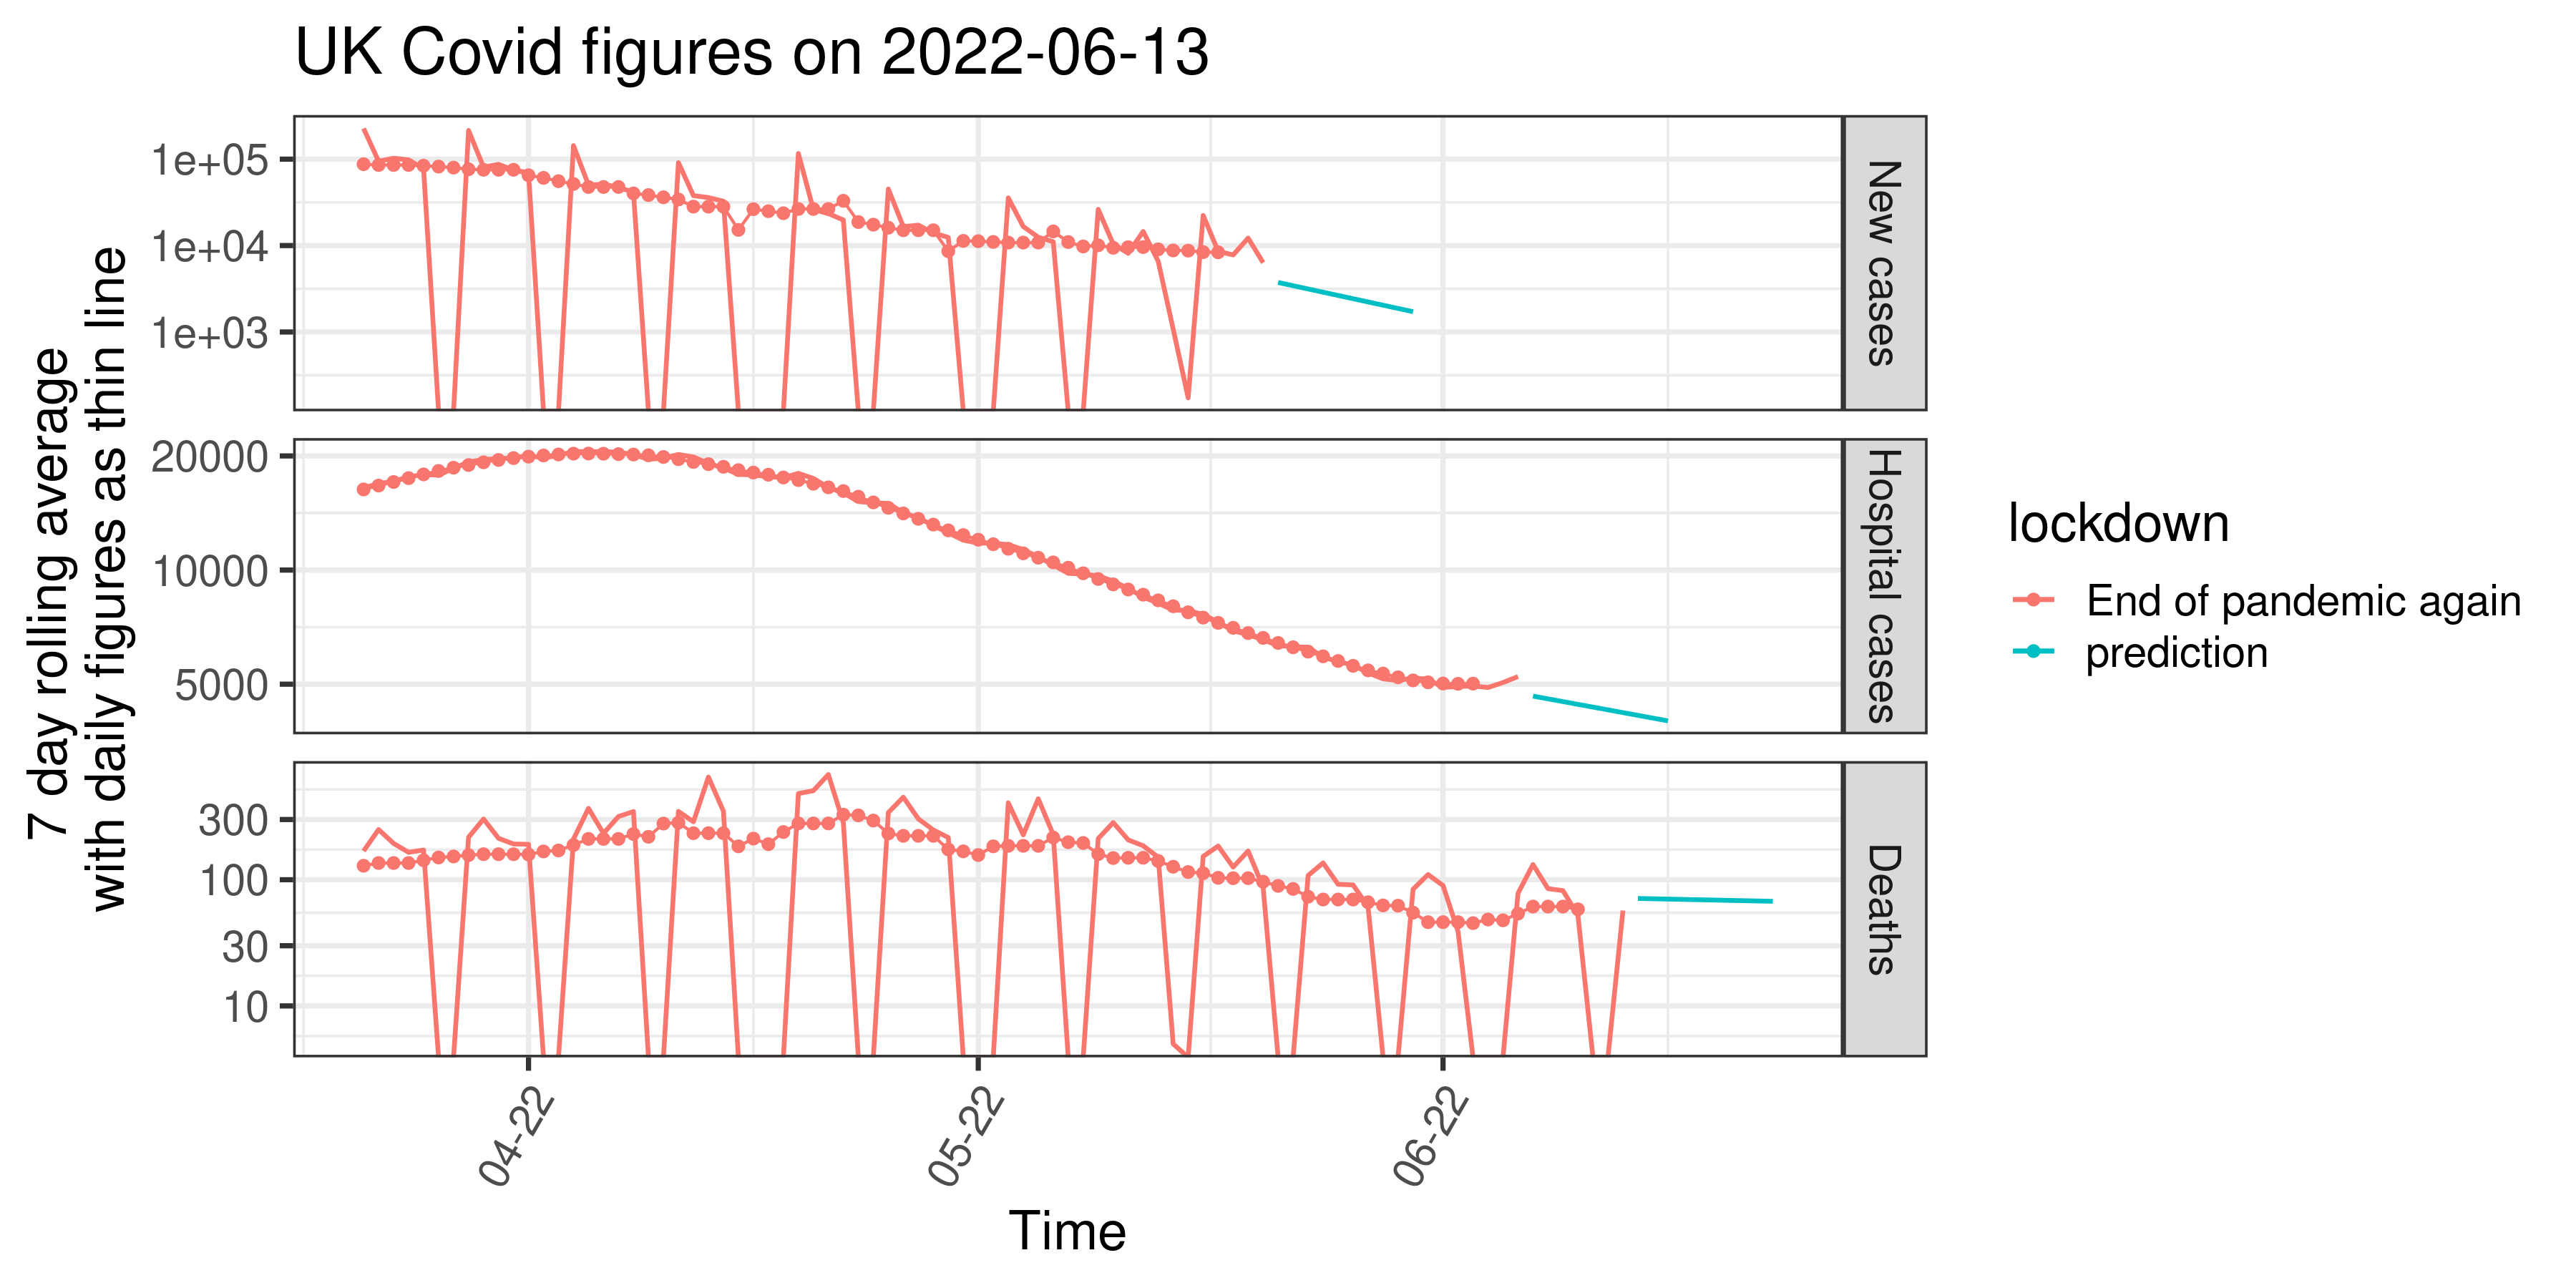 UK Covid figures on 2022-06-13
7 day rolling average
with daily figures as thin line
1e+05
1e+04
1e+03
New cases
20000
10000
5000
Hospital cases
300
100
30
10
Deaths
04-22
05-22
06-22
Time
lockdown
End of pandemic again
prediction